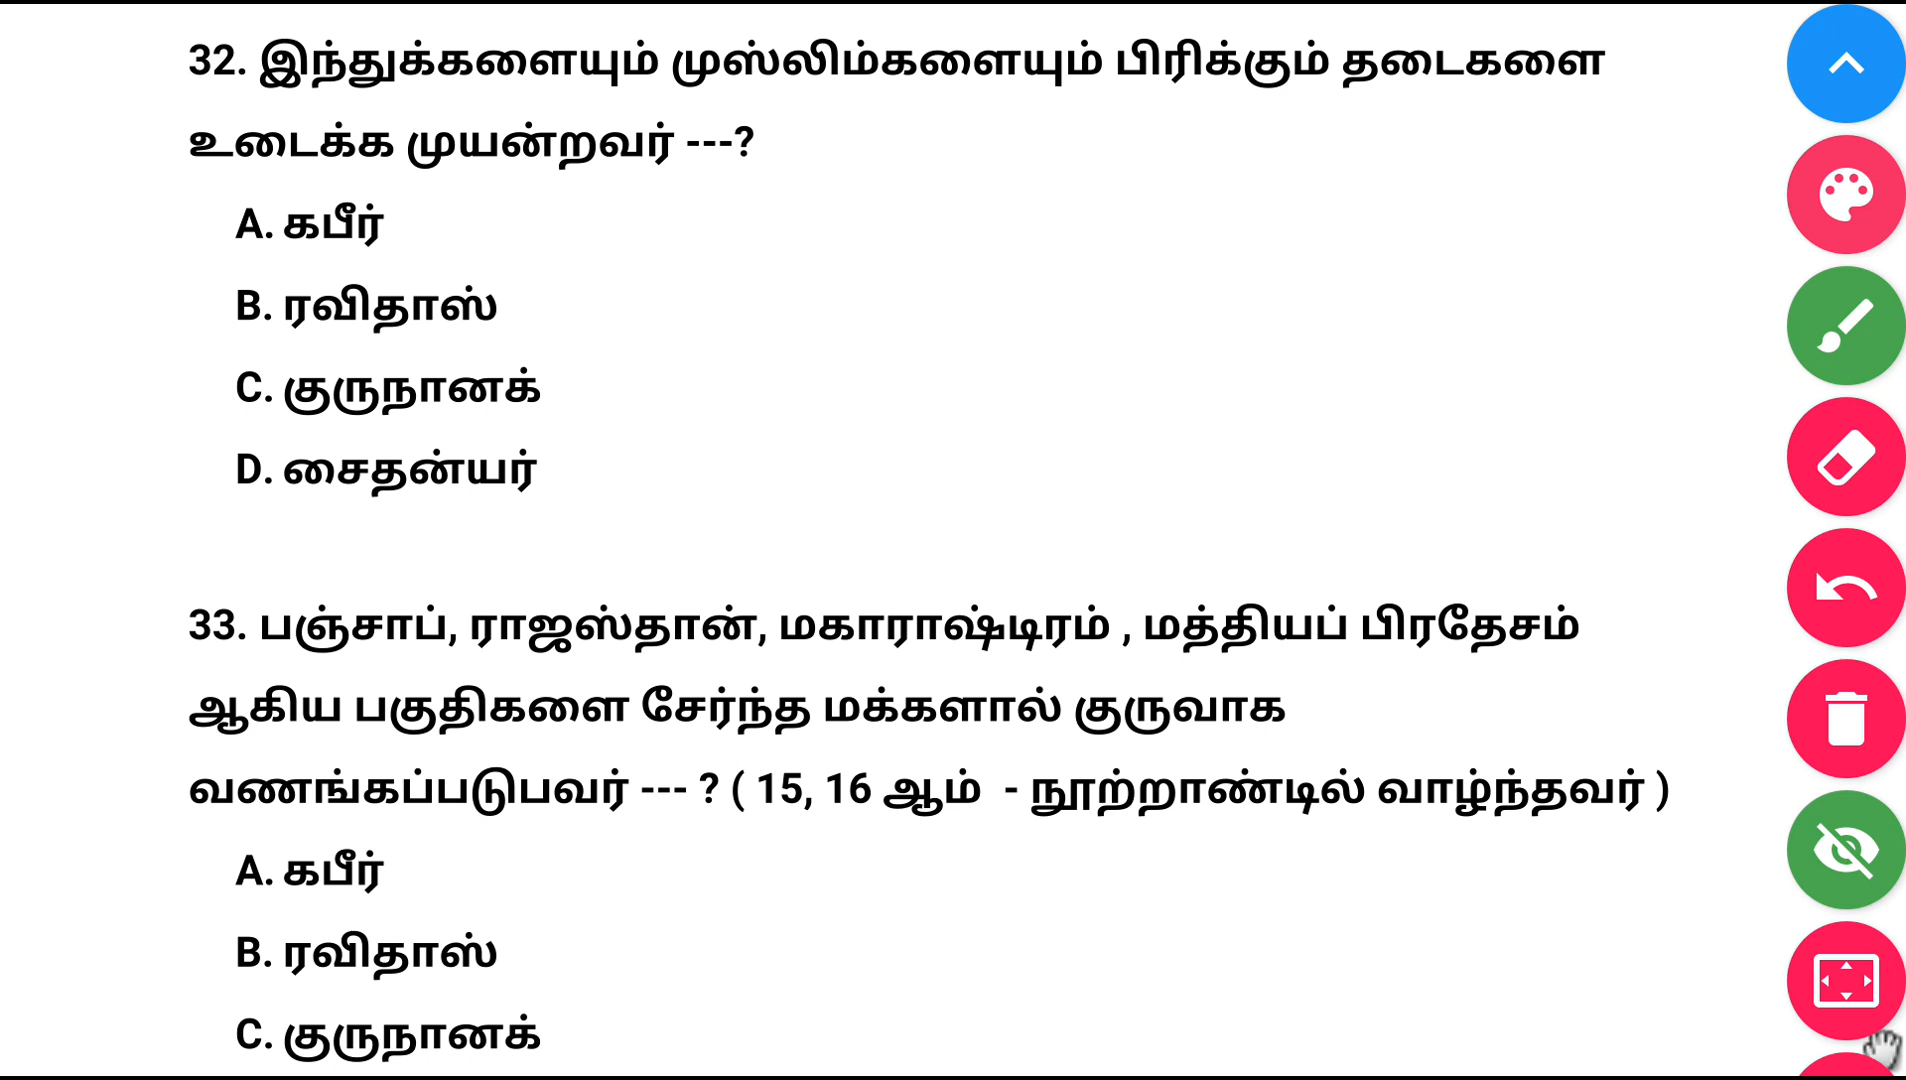 32. இந்துக்களையும் முஸ்லிம்களையும் பிரிக்கும் தடைகளை
உடைக்க முயன்றவர் ---?
A. கபீர்
B. ரவிதாஸ்
C. குருநானக்
D. சைதன்யர்
33. பஞ்சாப், ராஜஸ்தான், மகாராஷ்டிரம் , மத்தியப் பிரதேசம்
ஆகிய பகுதிகளை சேர்ந்த மக்களால் குருவாக
வணங்கப்படுபவர் --- ? ( 15, 16 ஆம் - நூற்றாண்டில் வாழ்ந்தவர் )
A. கபீர்
B. ரவிதாஸ்
C. குருநானக்